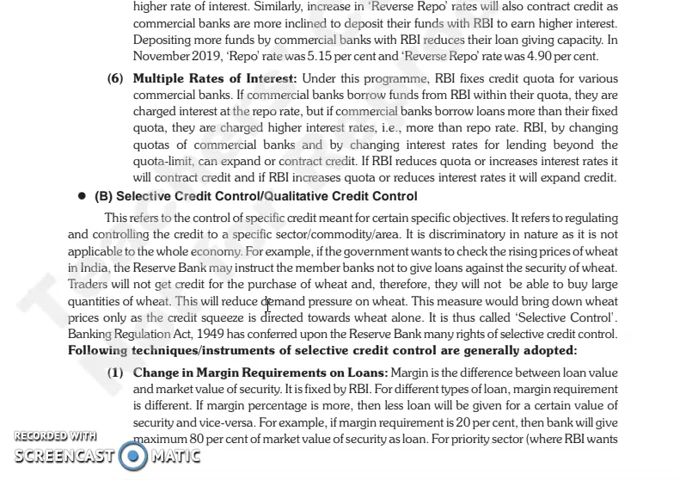 higher rate of interest. Similarly, increase in 'Reverse Repo' rates will also contract credit as
commercial banks are more inclined to deposit their funds with RBI to earn higher interest.
Depositing more funds by commercial banks with RBI reduces their loan giving capacity. In
November 2019, 'Repo' rate was 5.15 per cent and 'Reverse Repo' rate was 4.90 per cent.
(6) Multiple Rates of Interest: Under this programme, RBI fixes credit quota for various
commercial banks. If commercial banks borrow funds from RBI within their quota, they are
charged interest at the repo rate, but if commercial banks borrow loans more than their fixed
quota, they are charged higher interest rates, i.e., more than repo rate. RBI, by changing
quotas of commercial banks and by changing interest rates for lending beyond the
quota-limit, can expand or contract credit. If RBI reduces quota or increases interest rates it
will contract credit and if RBI increases quota or reduces interest rates it will expand credit.
• (B) Selective Credit Control/Qualitative Credit Control
This refers to the control of specific credit meant for certain specific objectives. It refers to regulating
and controlling the credit to a specific sector/commodity/area. It is discriminatory in nature as it is not
applicable to the whole economy. For example, if the government wants to check the rising prices of wheat
in India, the Reserve Bank may instruct the member banks not to give loans against the security of wheat.
Traders will not get credit for the purchase of wheat and, therefore, they will not be able to buy large
quantities of wheat. This will reduce demand pressure on wheat. This measure would bring down wheat
prices only as the credit squeeze is directed towards wheat alone. It is thus called 'Selective Control'.
Banking Regulation Act, 1949 has conferred upon the Reserve Bank many rights of selective credit control.
Following techniques/instruments of selective credit control are generally adopted:
(1) Change in Margin Requirements on Loans: Margin is the difference between loan value
and market value of security. It is fixed by RBI. For different types of loan, margin requirement
is different. If margin percentage is more, then less loan will be given for a certain value of
security and vice-versa. For example, if margin requirement is 20 per cent, then bank will give
maximum 80 per cent of market value of security as loan. For priority sector (where RBI wants
RECORDED WITH
SCREENCAST MATIC